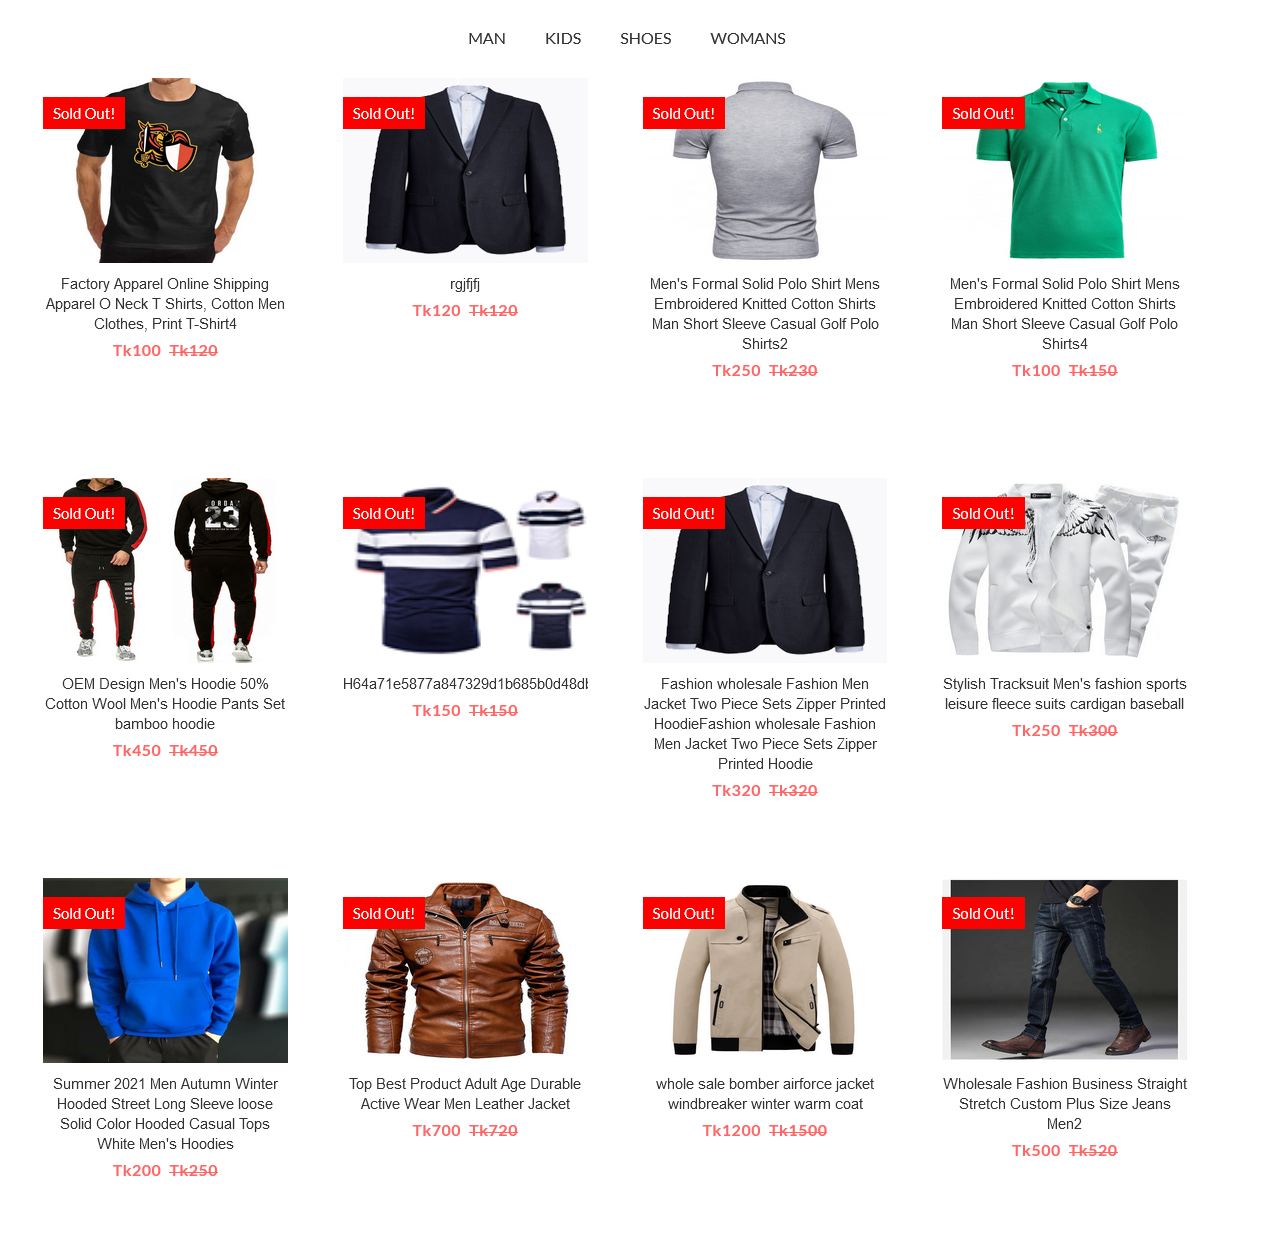 MAN KIDS SHOES WOMANS
Sold Out!
Sold Out!
Sold Out!
Sold Out!
Factory Apparel Online Shipping
Apparel O Neck T Shirts, Cotton Men
Clothes, Print T-Shirt4
Tk100 Tk120
rgjfjfj
Tk120 Tk120
Men's Formal Solid Polo Shirt Mens
Embroidered Knitted Cotton Shirts
Man Short Sleeve Casual Golf Polo
Shirts2
Tk250 Tk230
Men's Formal Solid Polo Shirt Mens
Embroidered Knitted Cotton Shirts
Man Short Sleeve Casual Golf Polo
Shirts4
Tk100 Tk150
Sold Out!
ORDA
23
Sold Out!
Sold Out!
Sold Out!
OEM Design Men's Hoodie 50%
Cotton Wool Men's Hoodie Pants Set
bamboo hoodie
Tk450 Tk450
H64a71e5877a847329d1b685b0d48db
Tk150 Tk150
Fashion wholesale Fashion Men
Jacket Two Piece Sets Zipper Printed
HoodieFashion wholesale Fashion
Men Jacket Two Piece Sets Zipper
Printed Hoodie
Tk320 Tk320
Stylish Tracksuit Men's fashion sports
leisure fleece suits cardigan baseball
Tk250 Tk300
Sold Out!
Sold Out!
Sold Out!
Sold Out!
Summer 2021 Men Autumn Winter
Hooded Street Long Sleeve loose
Solid Color Hooded Casual Tops
White Men's Hoodies
Tk200 Tk250
Top Best Product Adult Age Durable
Active Wear Men Leather Jacket
Tk700 Tk720
whole sale bomber airforce jacket
windbreaker winter warm coat
Tk1200 Tk1500
Wholesale Fashion Business Straight
Stretch Custom Plus Size Jeans
Men2
Tk500 Tk520